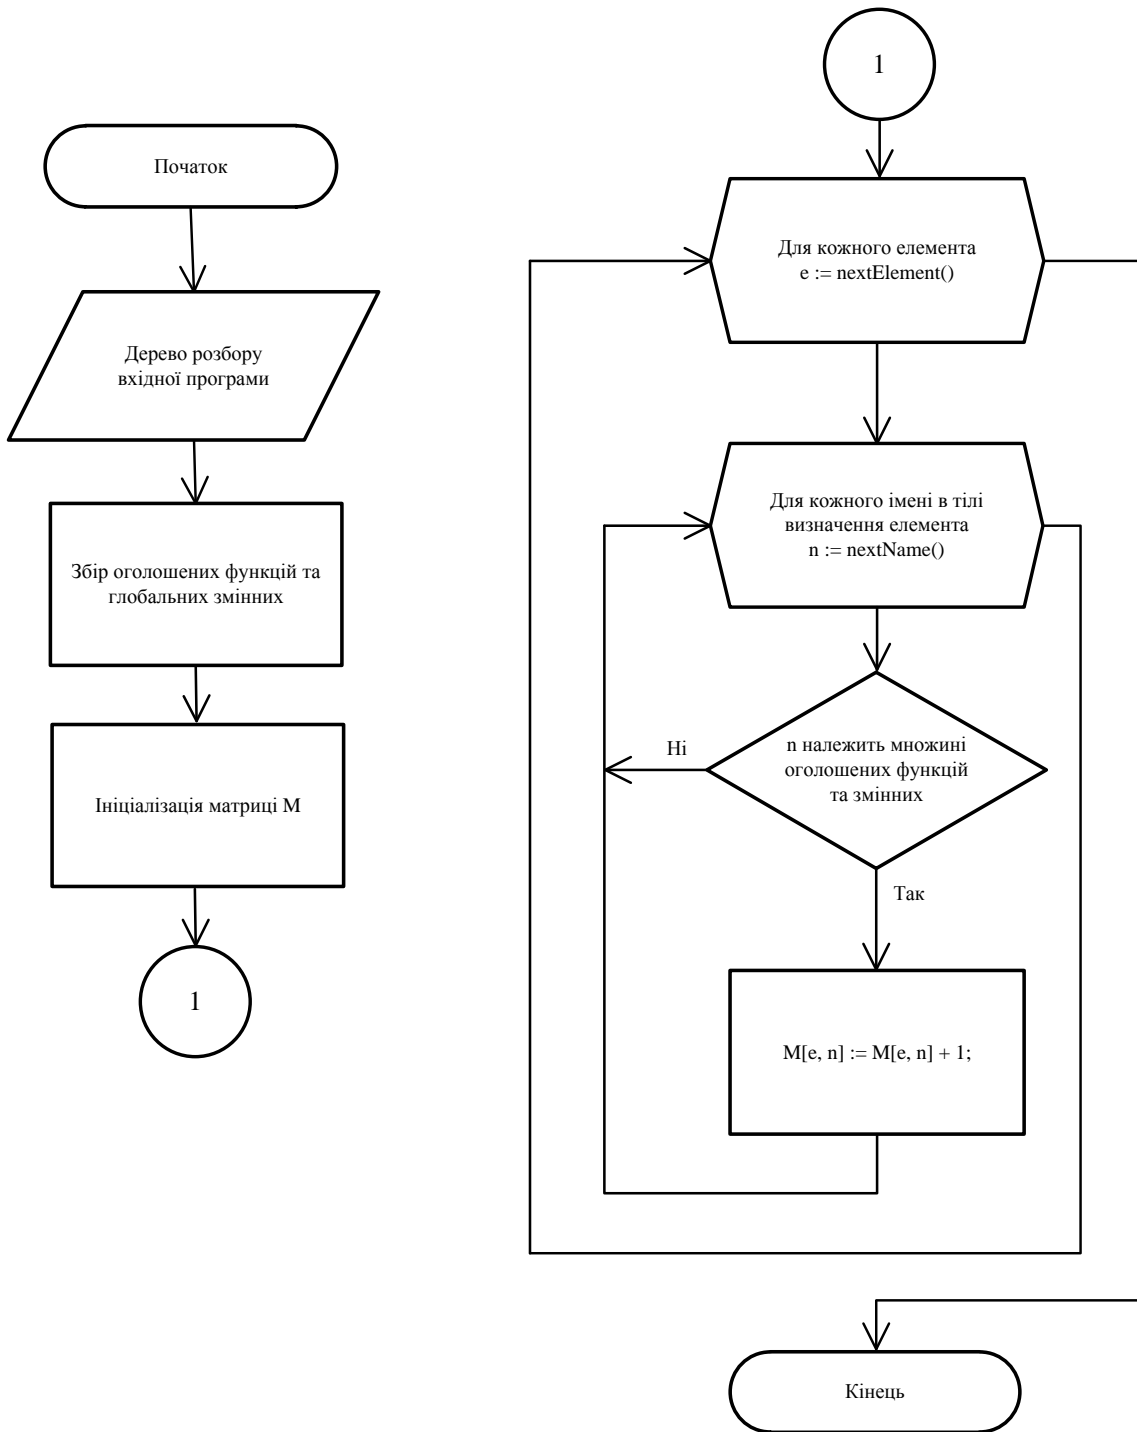 Початок
Дерево розбору
вхідної програми
Збір оголошених функцій та
глобальних змінних
Ініціалізація матриці M
1
1
Для кожного елемента
e := nextElement()
Для кожного імені в тілі
визначення елемента
n := nextName()
Ні
n належить множині
оголошених функцій
та змінних
Так
M[e, n] := M[e, n] + 1;
Кінець